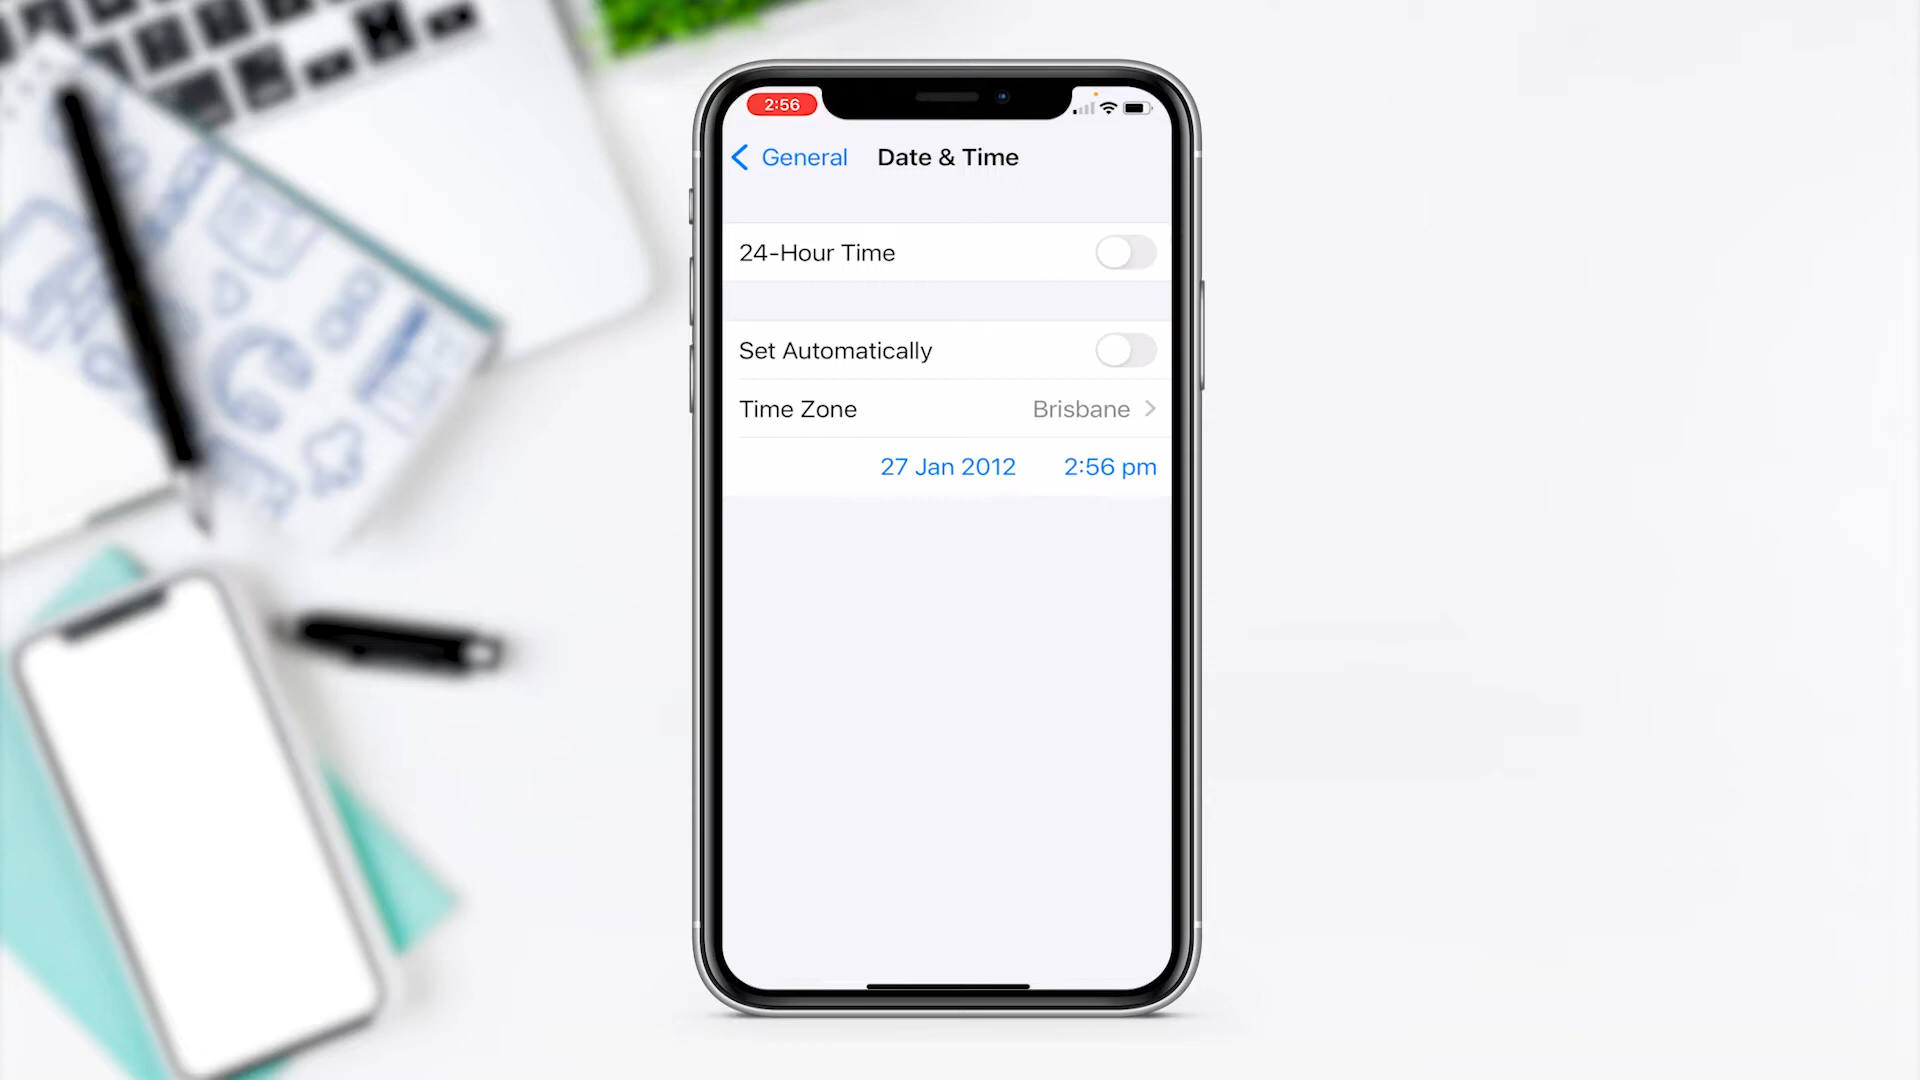 2:56
General Date & Time
24-Hour Time
Set Automatically
Time Zone Brisbane
27 Jan 2012 2:56 pm